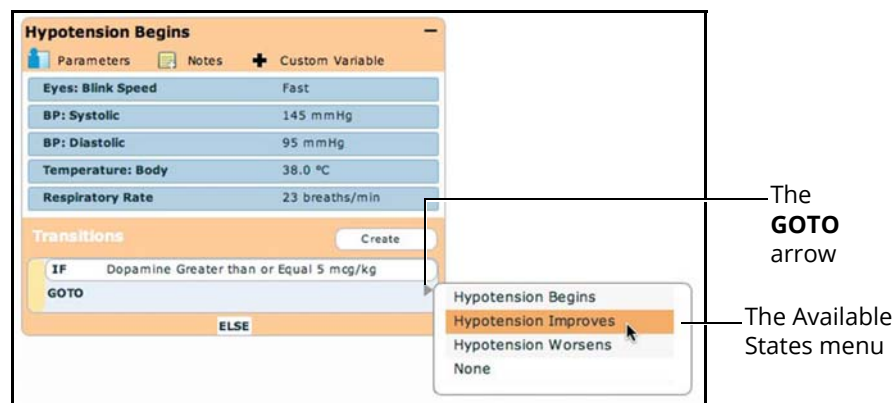 Hypotension Begins
Parameters Notes Custom Variable
Eyes: Blink Speed Fast
BP: Systolic 145 mmHg
BP: Diastolic 95 mmHg
Temperature: Body 38.0 °C
Respiratory Rate 23 breaths/min
Transitions Create
IF Dopamine Greater than or Equal 5 mcg/kg
GOTO
ELSE
Hypotension Begins
Hypotension Improves
Hypotension Worsens
None
The
GOTO
arrow
The Available
States menu